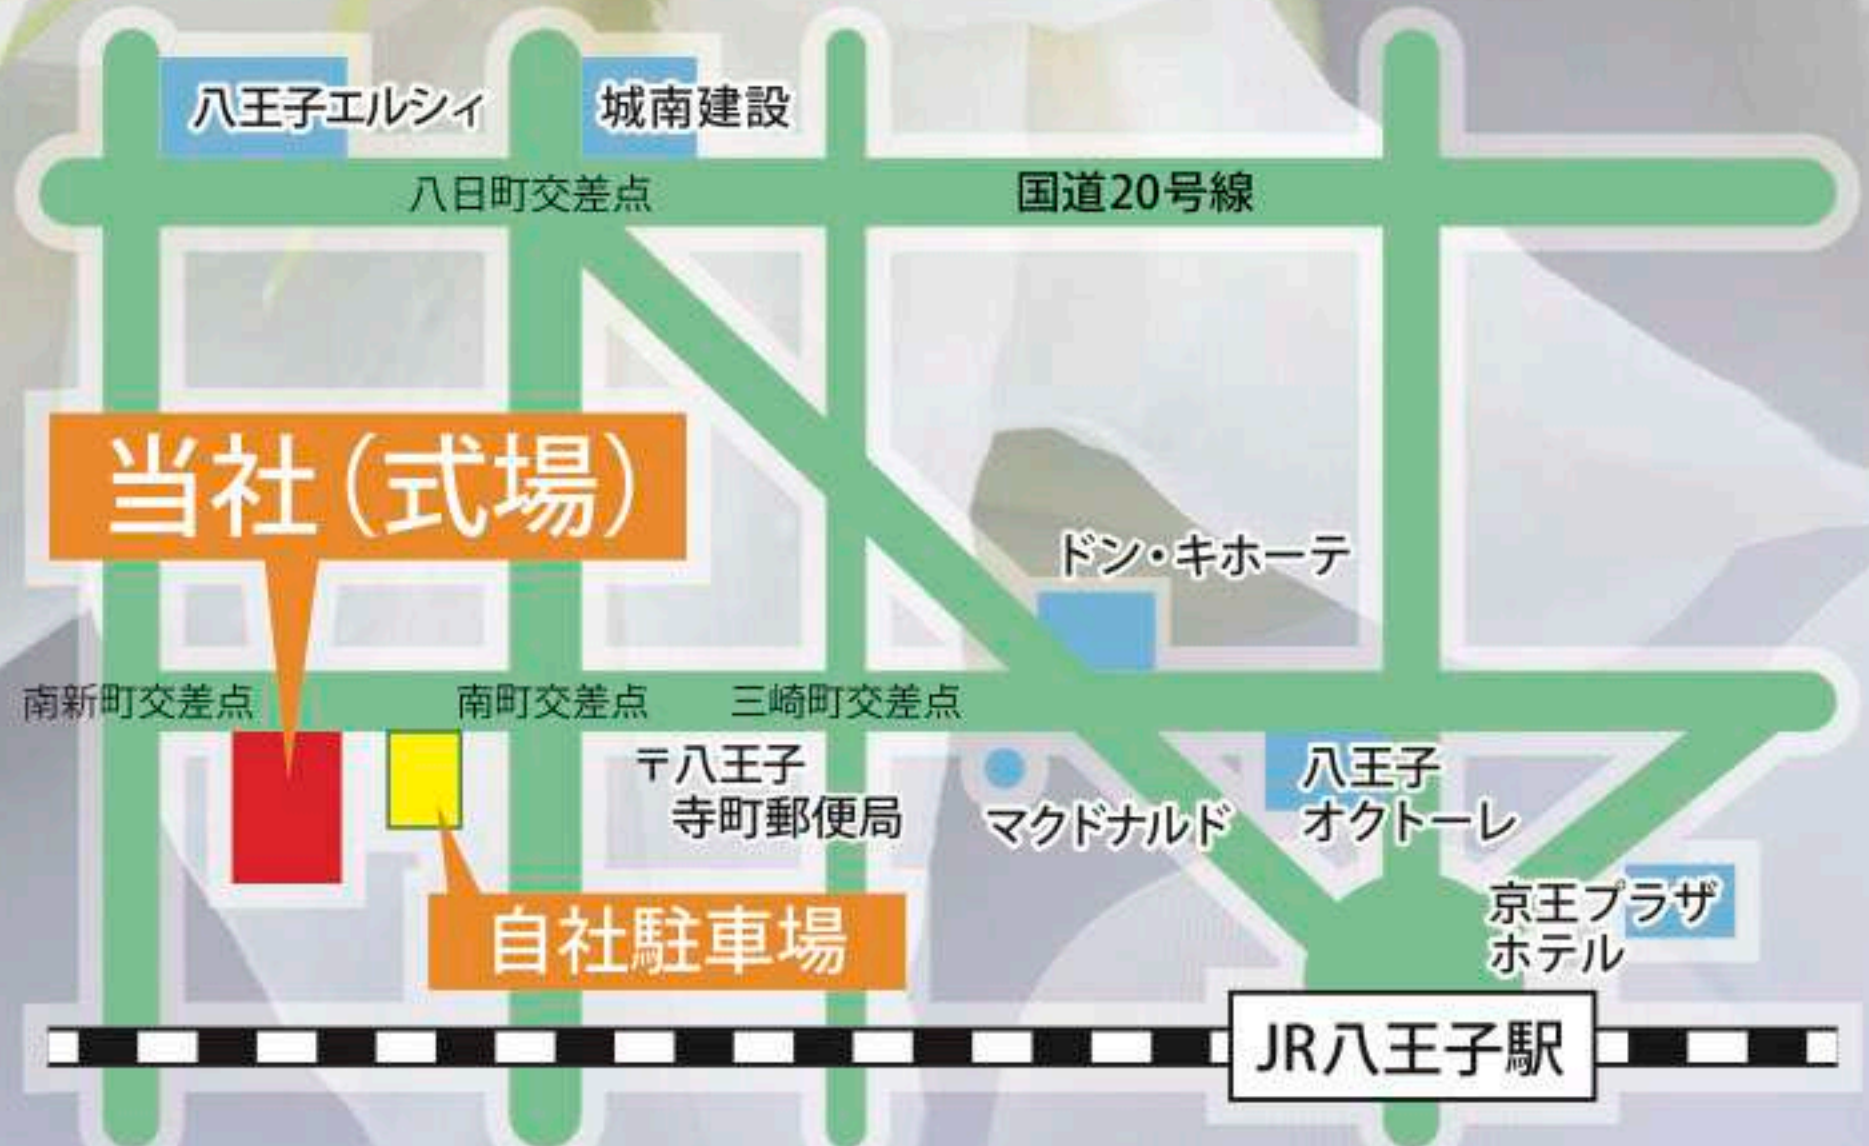 八王子エルシィ
城南建設
八日町交差点
国道20号線
当社(式場)
ドン・キホーテ
南新町交差点
南町交差点
三崎町交差点
〒八王子
寺町郵便局
マクドナルド
八王子
オクトーレ
自社駐車場
京王プラザ
ホテル
JR八王子駅